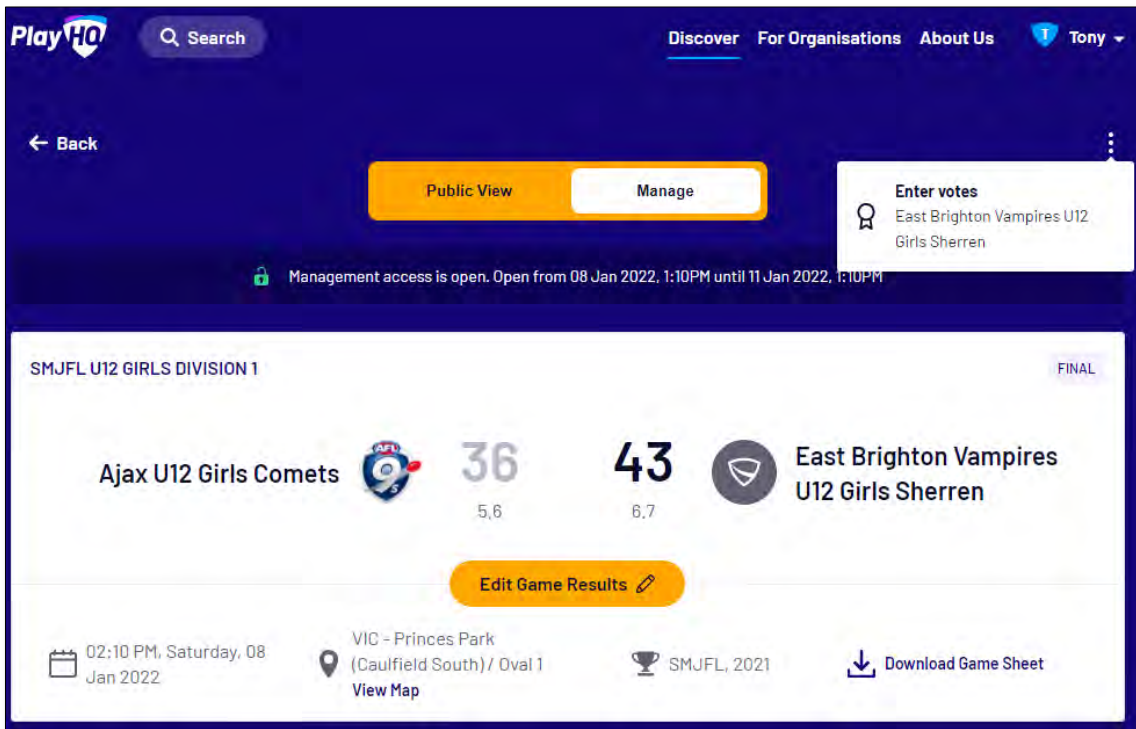 PlayHQ
Search
Discover
For Organisations
About Us
T
Tony
Back
Public View
Manage
Enter votes
East Brighton Vampires U12
Girls Sherren
Management access is open. Open from 08 Jan 2022, 1:10PM until 11 Jan 2022, 1:10PM
SMJFL U12 GIRLS DIVISION 1
FINAL
Ajax U12 Girls Comets
AFL
9s
36
5.6
43
6.7
East Brighton Vampires
U12 Girls Sherren
Edit Game Results
02:10 PM, Saturday, 08
Jan 2022
VIC - Princes Park
(Caulfield South) / Oval 1
View Map
SMJFL, 2021
Download Game Sheet